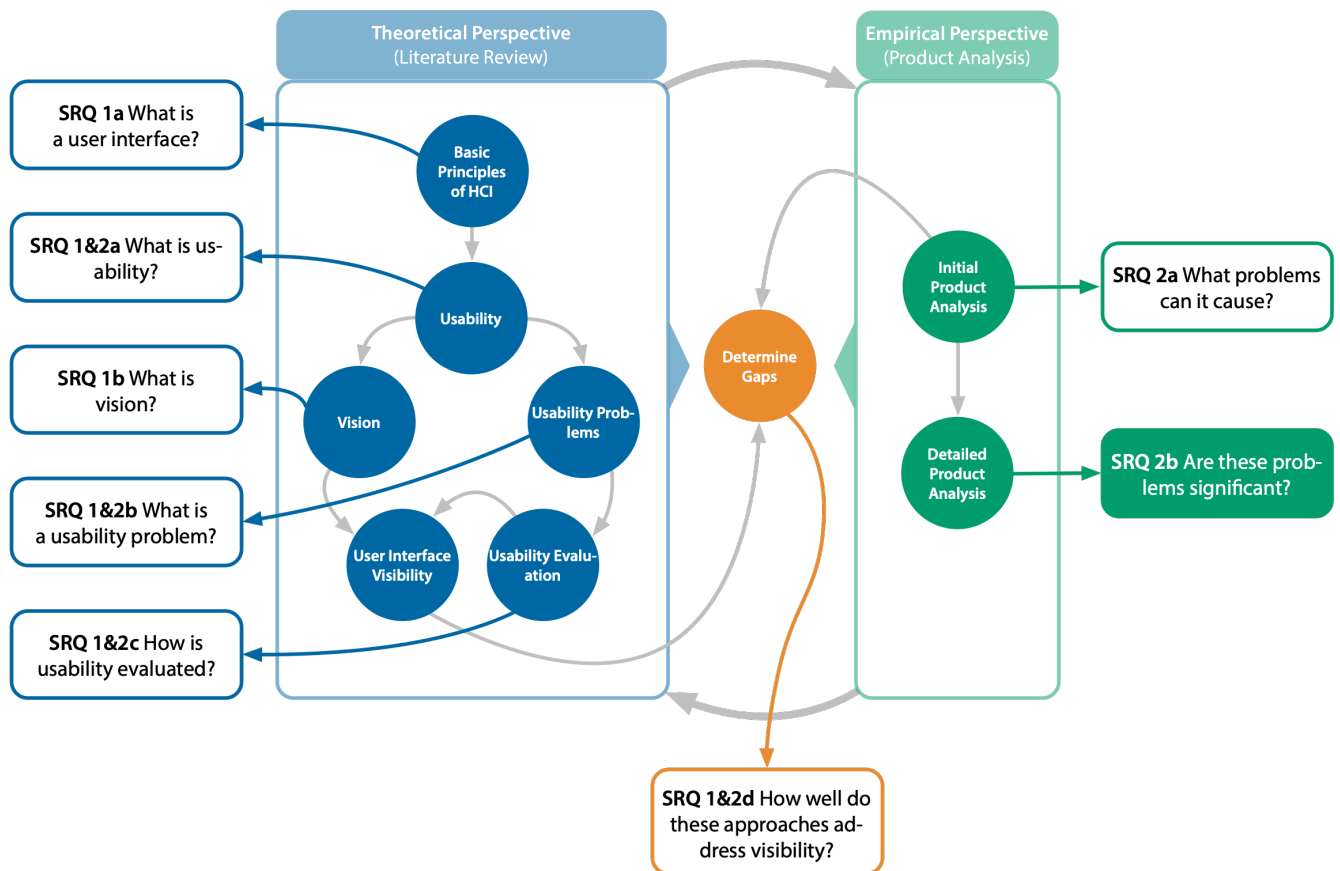 Theoretical Perspective
(Literature Review)
Empirical Perspective
(Product Analysis)
SRQ 1a What is
a user interface?
SRQ 1&2a What is us-
ability?
SRQ 1b What is
vision?
SRQ 1&2b What is
a usability problem?
SRQ 1&2c How is
usability evaluated?
Basic
Principles
of HCI
Usability
Vision
Usability Prob-
lems
User Interface
Visibility
Usability Evalu-
ation
Determine
Gaps
Initial
Product
Analysis
Detailed
Product
Analysis
SRQ 2a What problems
can it cause?
SRQ 2b Are these prob-
lems significant?
SRQ 1&2d How well do
these approaches ad-
dress visibility?